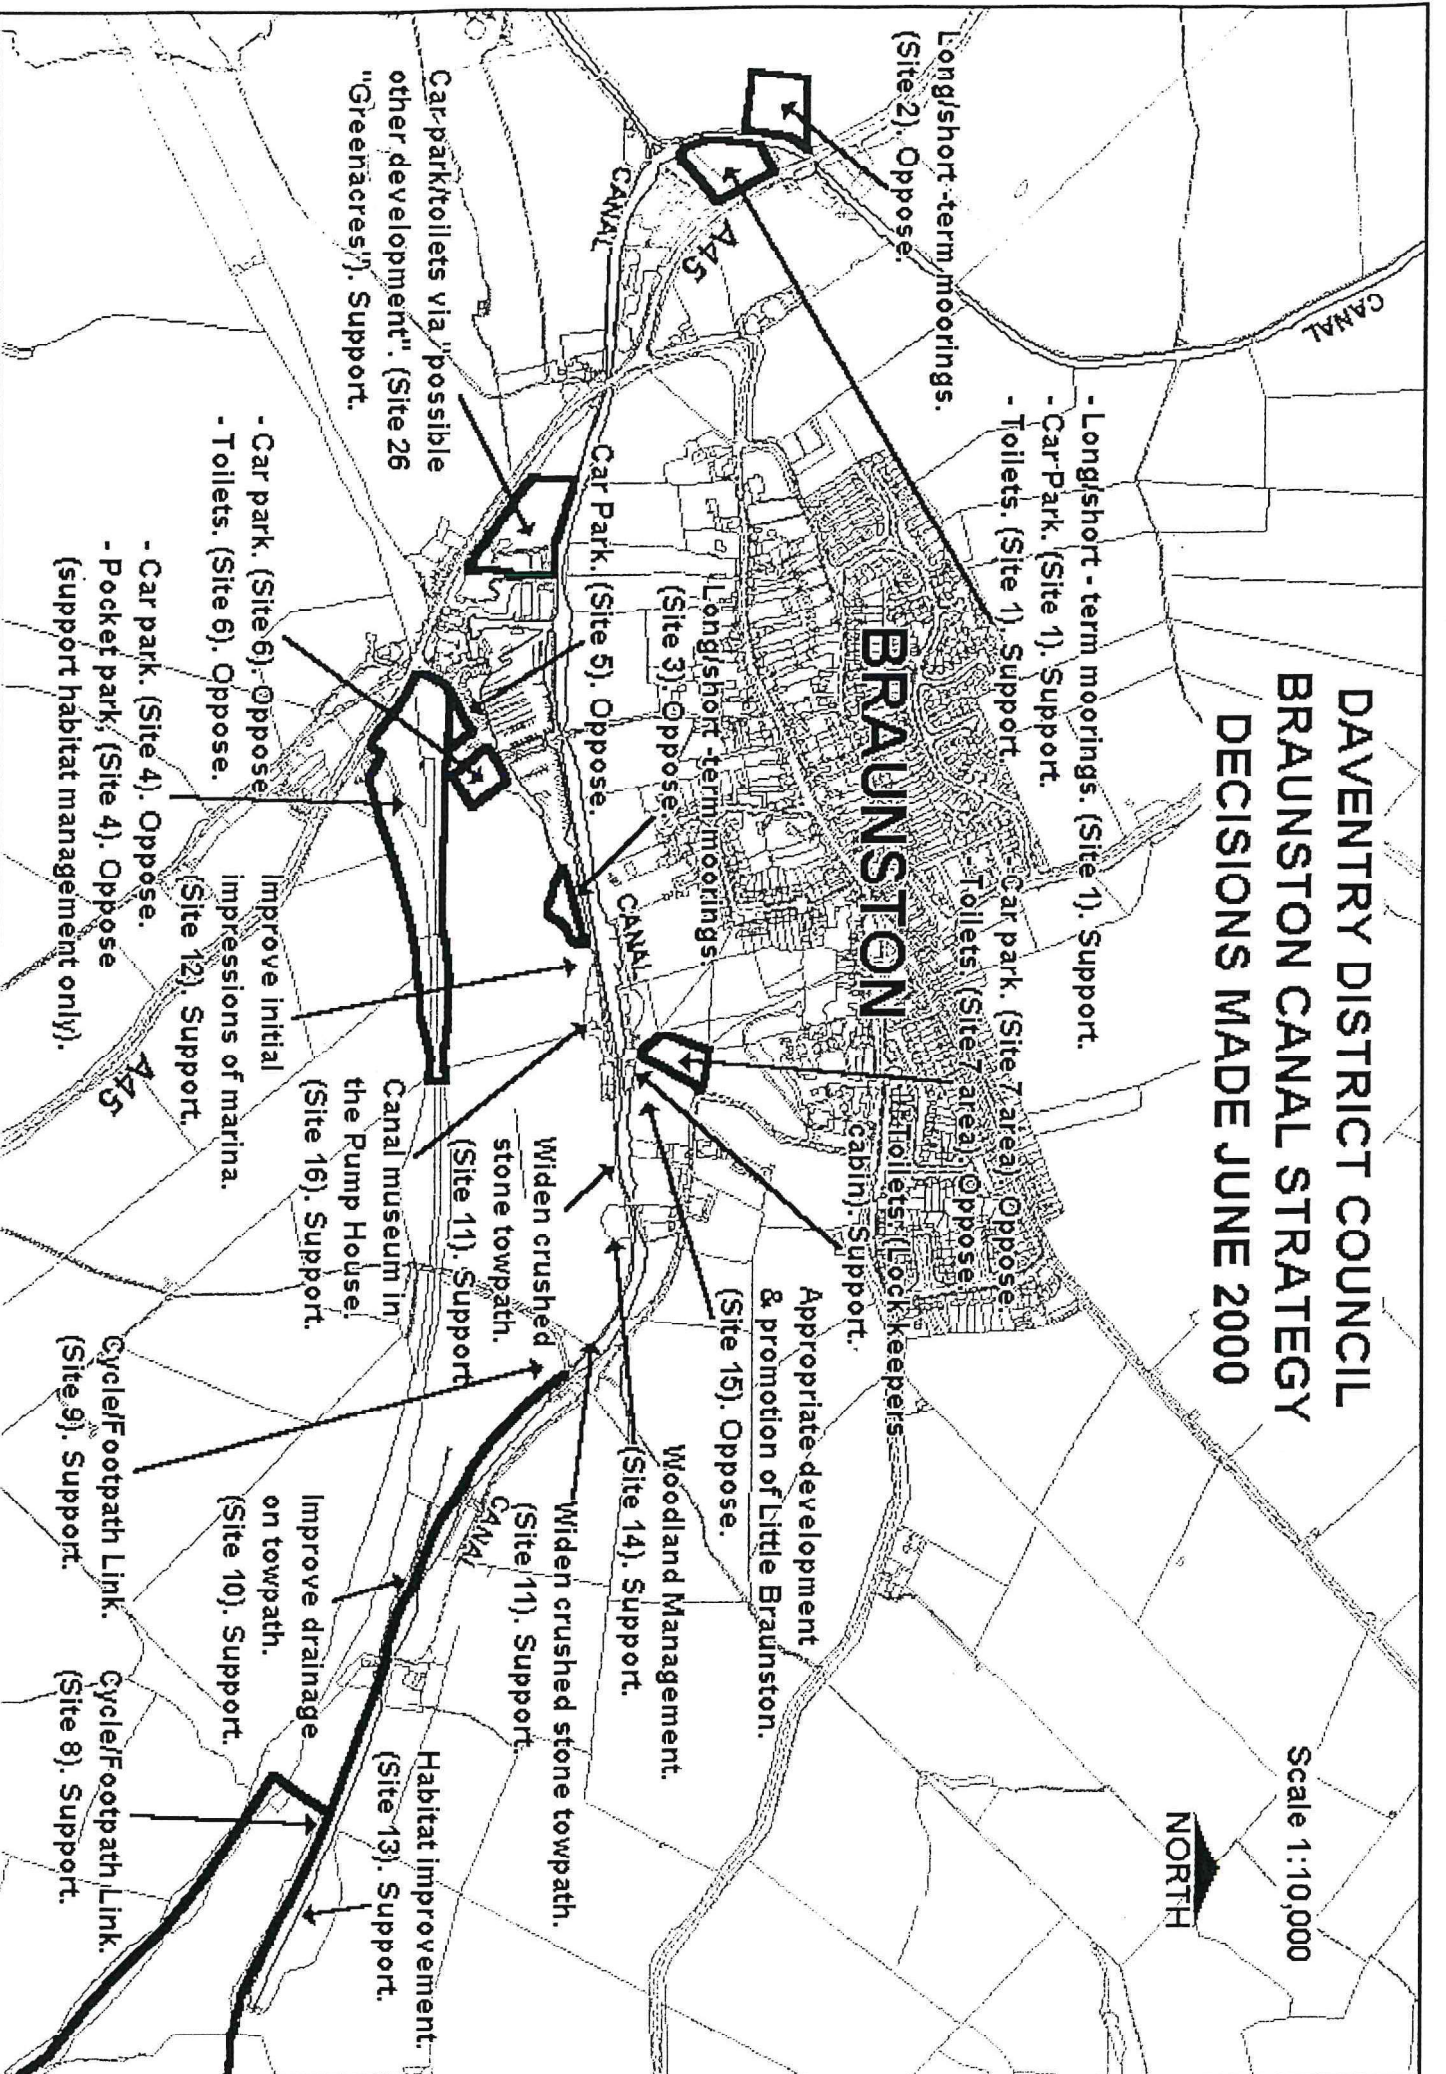 DAVENTRY DISTRICT COUNCIL
BRAUNSTON CANAL STRATEGY
DECISIONS MADE JUNE 2000
Scale 1:10,000
NORTH
CANAL
Long/short -term moorings.
(Site 2). Oppose.
- Long/short - term moorings. (Site 1). Support.
- Car-Park. (Site 1). Support.
- Toilets. (Site 1). Support.
A45
CANAL
BRAUNSTON
- Car park. (Site 7 area). Oppose.
- Toilets. (Site 7 area). Oppose.
Toilets. (Lock keepers
cabin). Support.
Appropriate development
& promotion of Little Braunston.
(Site 15). Oppose.
Car-park/toilets via "possible
other development". (Site 26
"Greenacres"). Support.
Car Park. (Site 5). Oppose.
Long/short -term moorings.
(Site 3). Oppose.
CANAL
- Car park. (Site 6). Oppose.
- Toilets. (Site 6). Oppose.
- Car park. (Site 4). Oppose.
- Pocket park, (Site 4). Oppose
(support habitat management only).
Improve initial
impressions of marina.
(Site 12). Support.
A45
Canal museum in
the Pump House.
(Site 16). Support.
Widen crushed
stone towpath.
(Site 11). Support
Woodland Management.
(Site 14). Support.
Widen crushed stone towpath.
(Site 11). Support.
CANAL
Cycle/Footpath Link.
(Site 9). Support.
Improve drainage
on towpath.
(Site 10). Support.
Habitat improvement.
(Site 13). Support.
Cycle/Footpath Link.
(Site 8). Support.